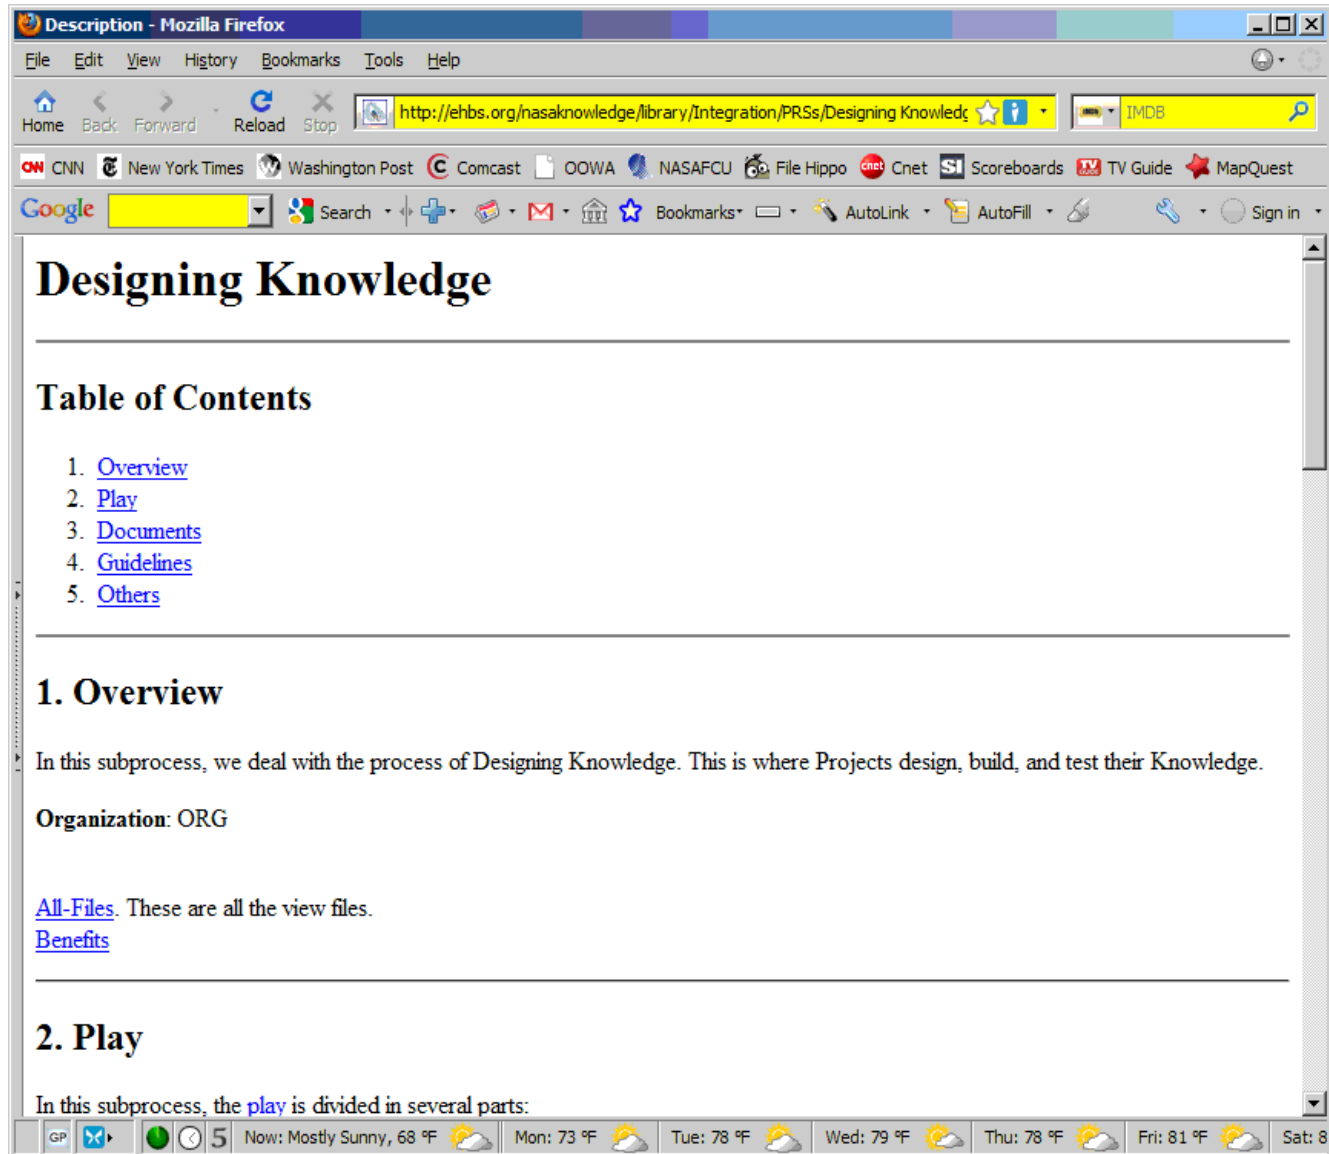 Description - Mozilla Firefox
File Edit View History Bookmarks Tools Help
Home Back Forward Reload Stop http://ehbs.org/nasaknowledge/library/Integration/PRSs/Designing Knowledg IMDB
CNN New York Times Washington Post Comcast OOWA NASAFCU File Hippo Cnet Scoreboards TV Guide MapQuest
Google Search Bookmarks AutoLink AutoFill Sign in
Designing Knowledge
Table of Contents
1. Overview
2. Play
3. Documents
4. Guidelines
5. Others
1. Overview
In this subprocess, we deal with the process of Designing Knowledge. This is where Projects design, build, and test their Knowledge.
Organization: ORG
All-Files. These are all the view files.
Benefits
2. Play
In this subprocess, the play is divided in several parts:
GP 5 Now: Mostly Sunny, 68 °F Mon: 73 °F Tue: 78 °F Wed: 79 °F Thu: 78 °F Fri: 81 °F Sat: 8